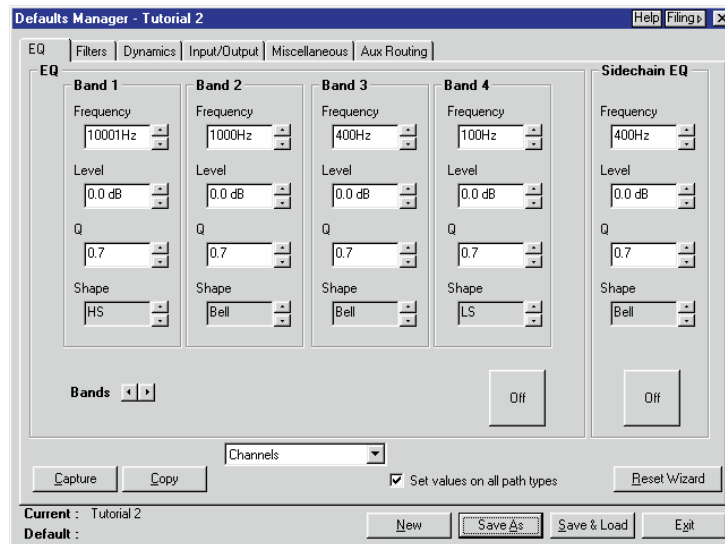 Defaults Manager - Tutorial 2 Help Filing
EQ Filters Dynamics Input/Output Miscellaneous Aux Routing
EQ Sidechain EQ
Band 1 Band 2 Band 3 Band 4
Frequency Frequency Frequency Frequency Frequency
10001Hz 1000Hz 400Hz 100Hz 400Hz
Level Level Level Level Level
0.0 dB 0.0 dB 0.0 dB 0.0 dB 0.0 dB
Q Q Q Q Q
0.7 0.7 0.7 0.7 0.7
Shape Shape Shape Shape Shape
HS Bell Bell LS Bell
Bands Off Off
Channels
Capture Copy Set values on all path types Reset Wizard
Current : Tutorial 2
Default :
New Save As Save & Load Exit